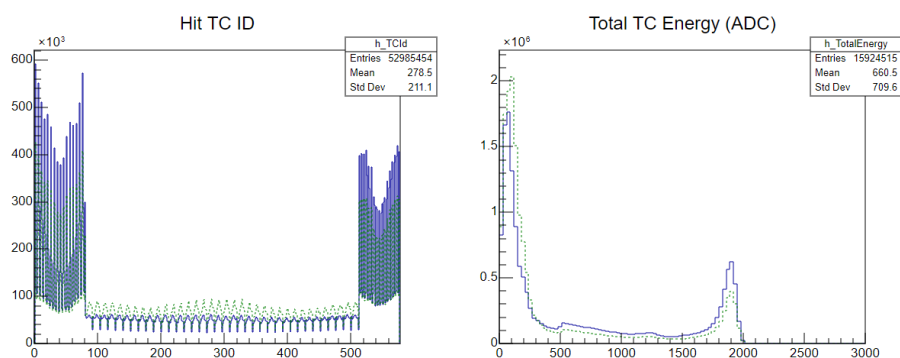 Hit TC ID
×10³
h_TCId
Entries 52985454
Mean 278.5
Std Dev 211.1
600
500
400
300
200
100
0
0 100 200 300 400 500
Total TC Energy (ADC)
×10⁶
h_TotalEnergy
Entries 15924515
Mean 660.5
Std Dev 709.6
2
1.5
1
0.5
0
0 500 1000 1500 2000 2500 3000